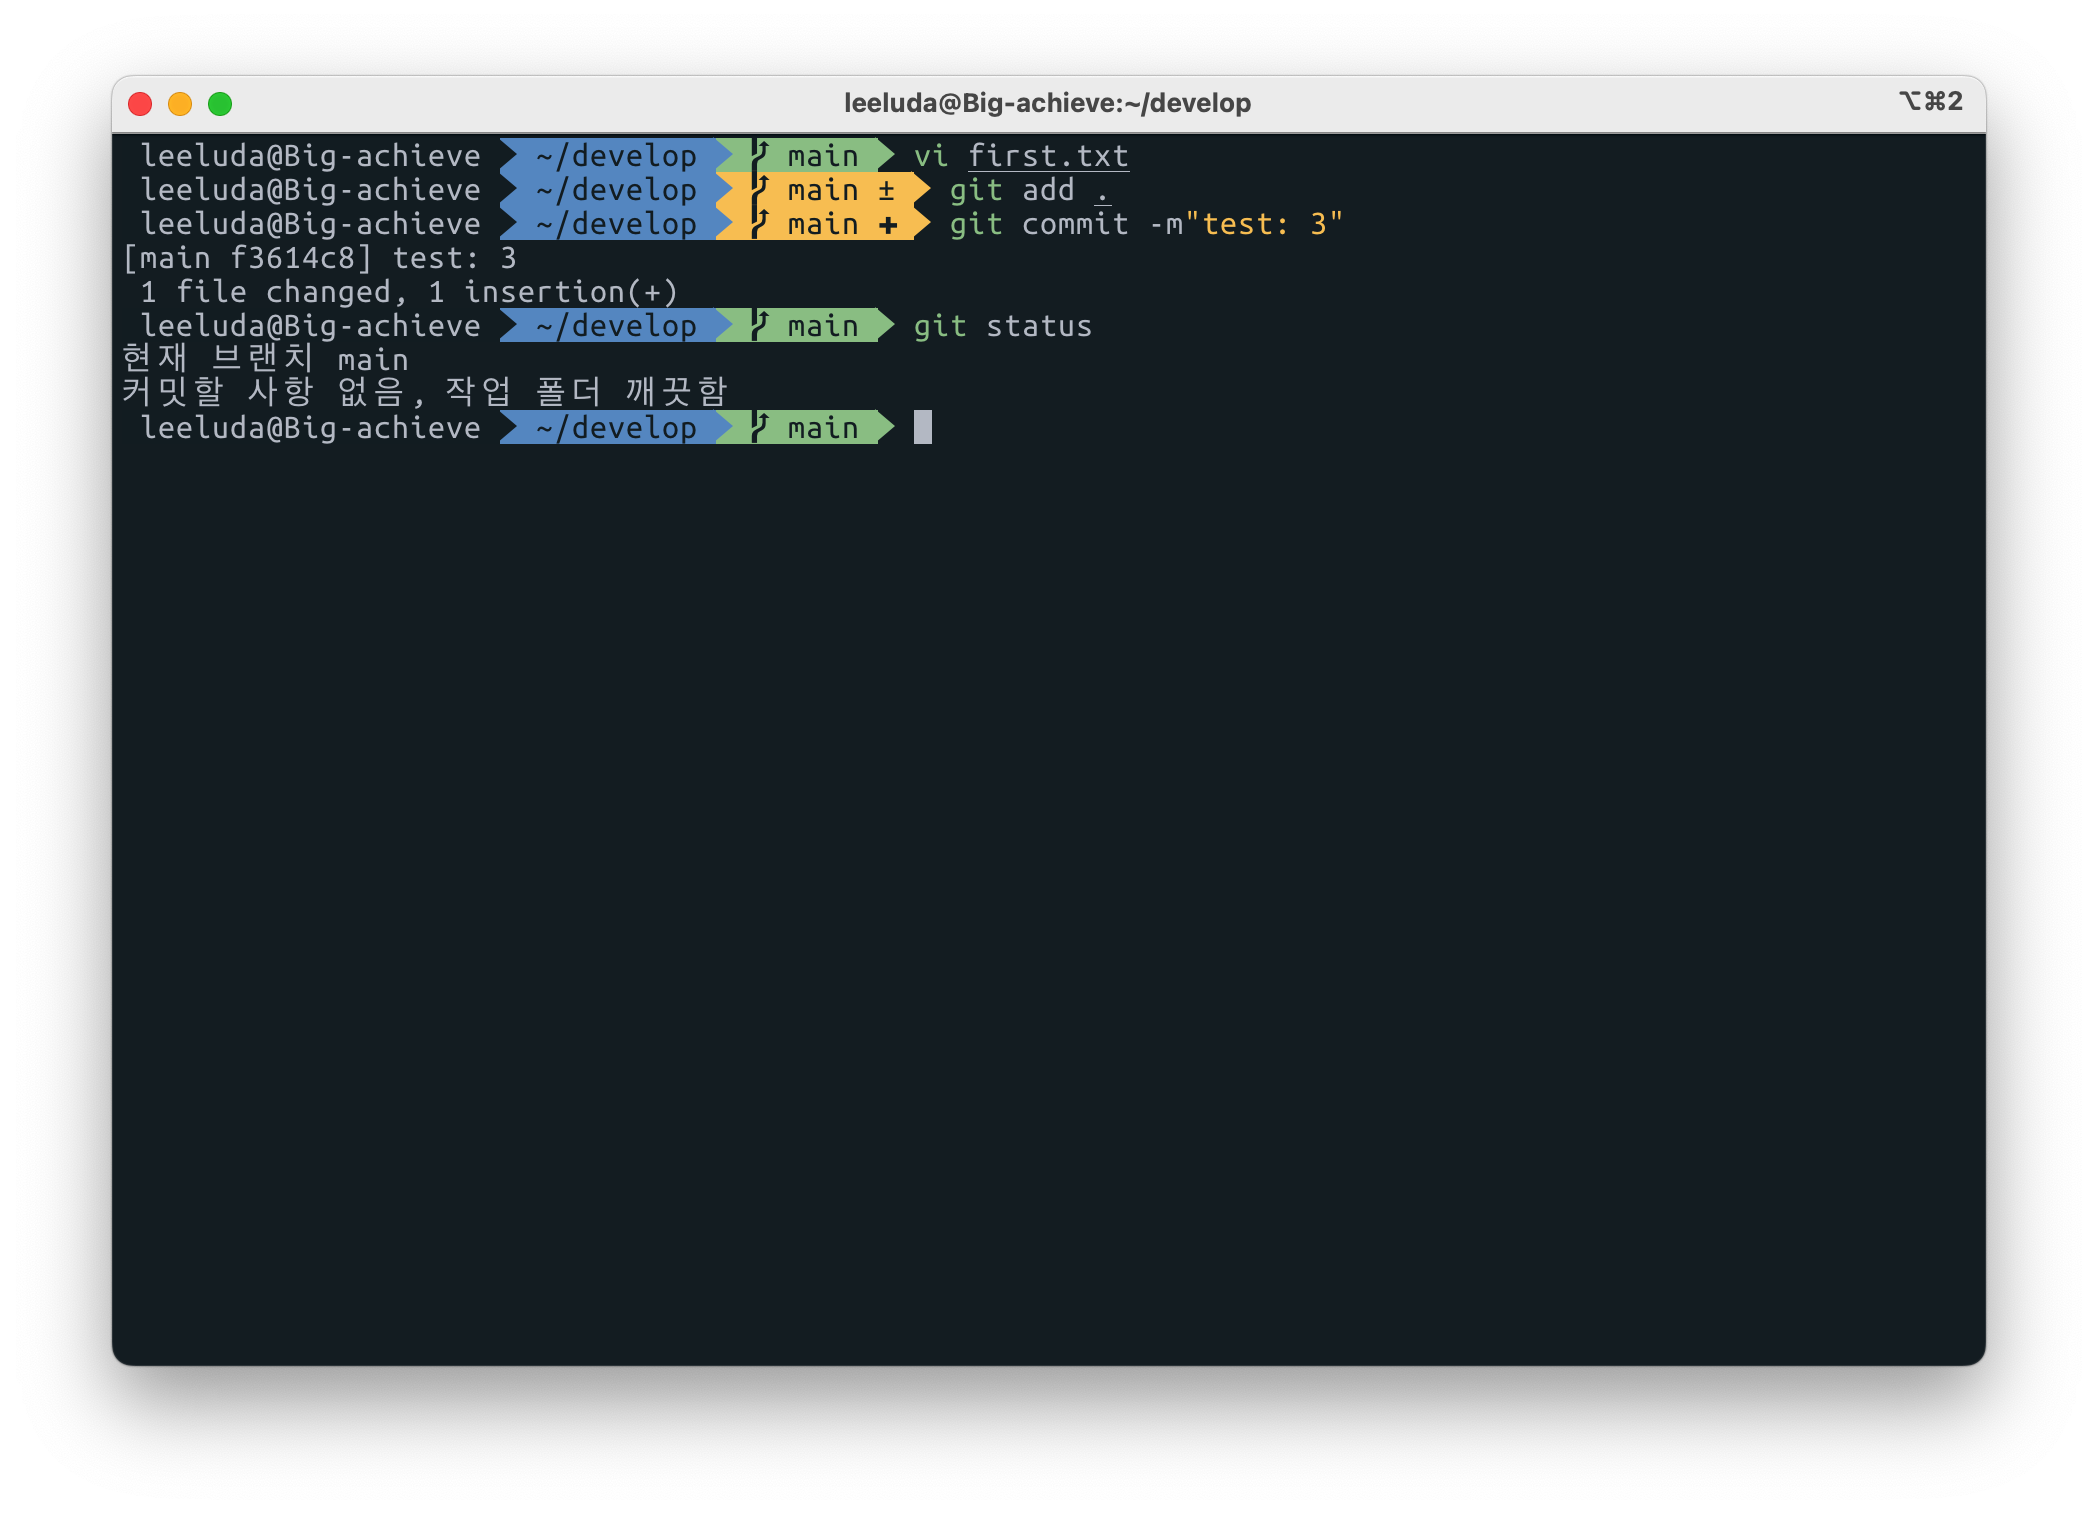 leeluda@Big-achieve:~/develop ⌥⌘2
leeluda@Big-achieve ~/develop main vi first.txt
leeluda@Big-achieve ~/develop main ± git add .
leeluda@Big-achieve ~/develop main ✚ git commit -m"test: 3"
[main f3614c8] test: 3
1 file changed, 1 insertion(+)
leeluda@Big-achieve ~/develop main git status
현재 브랜치 main
커밋할 사항 없음, 작업 폴더 깨끗함
leeluda@Big-achieve ~/develop main